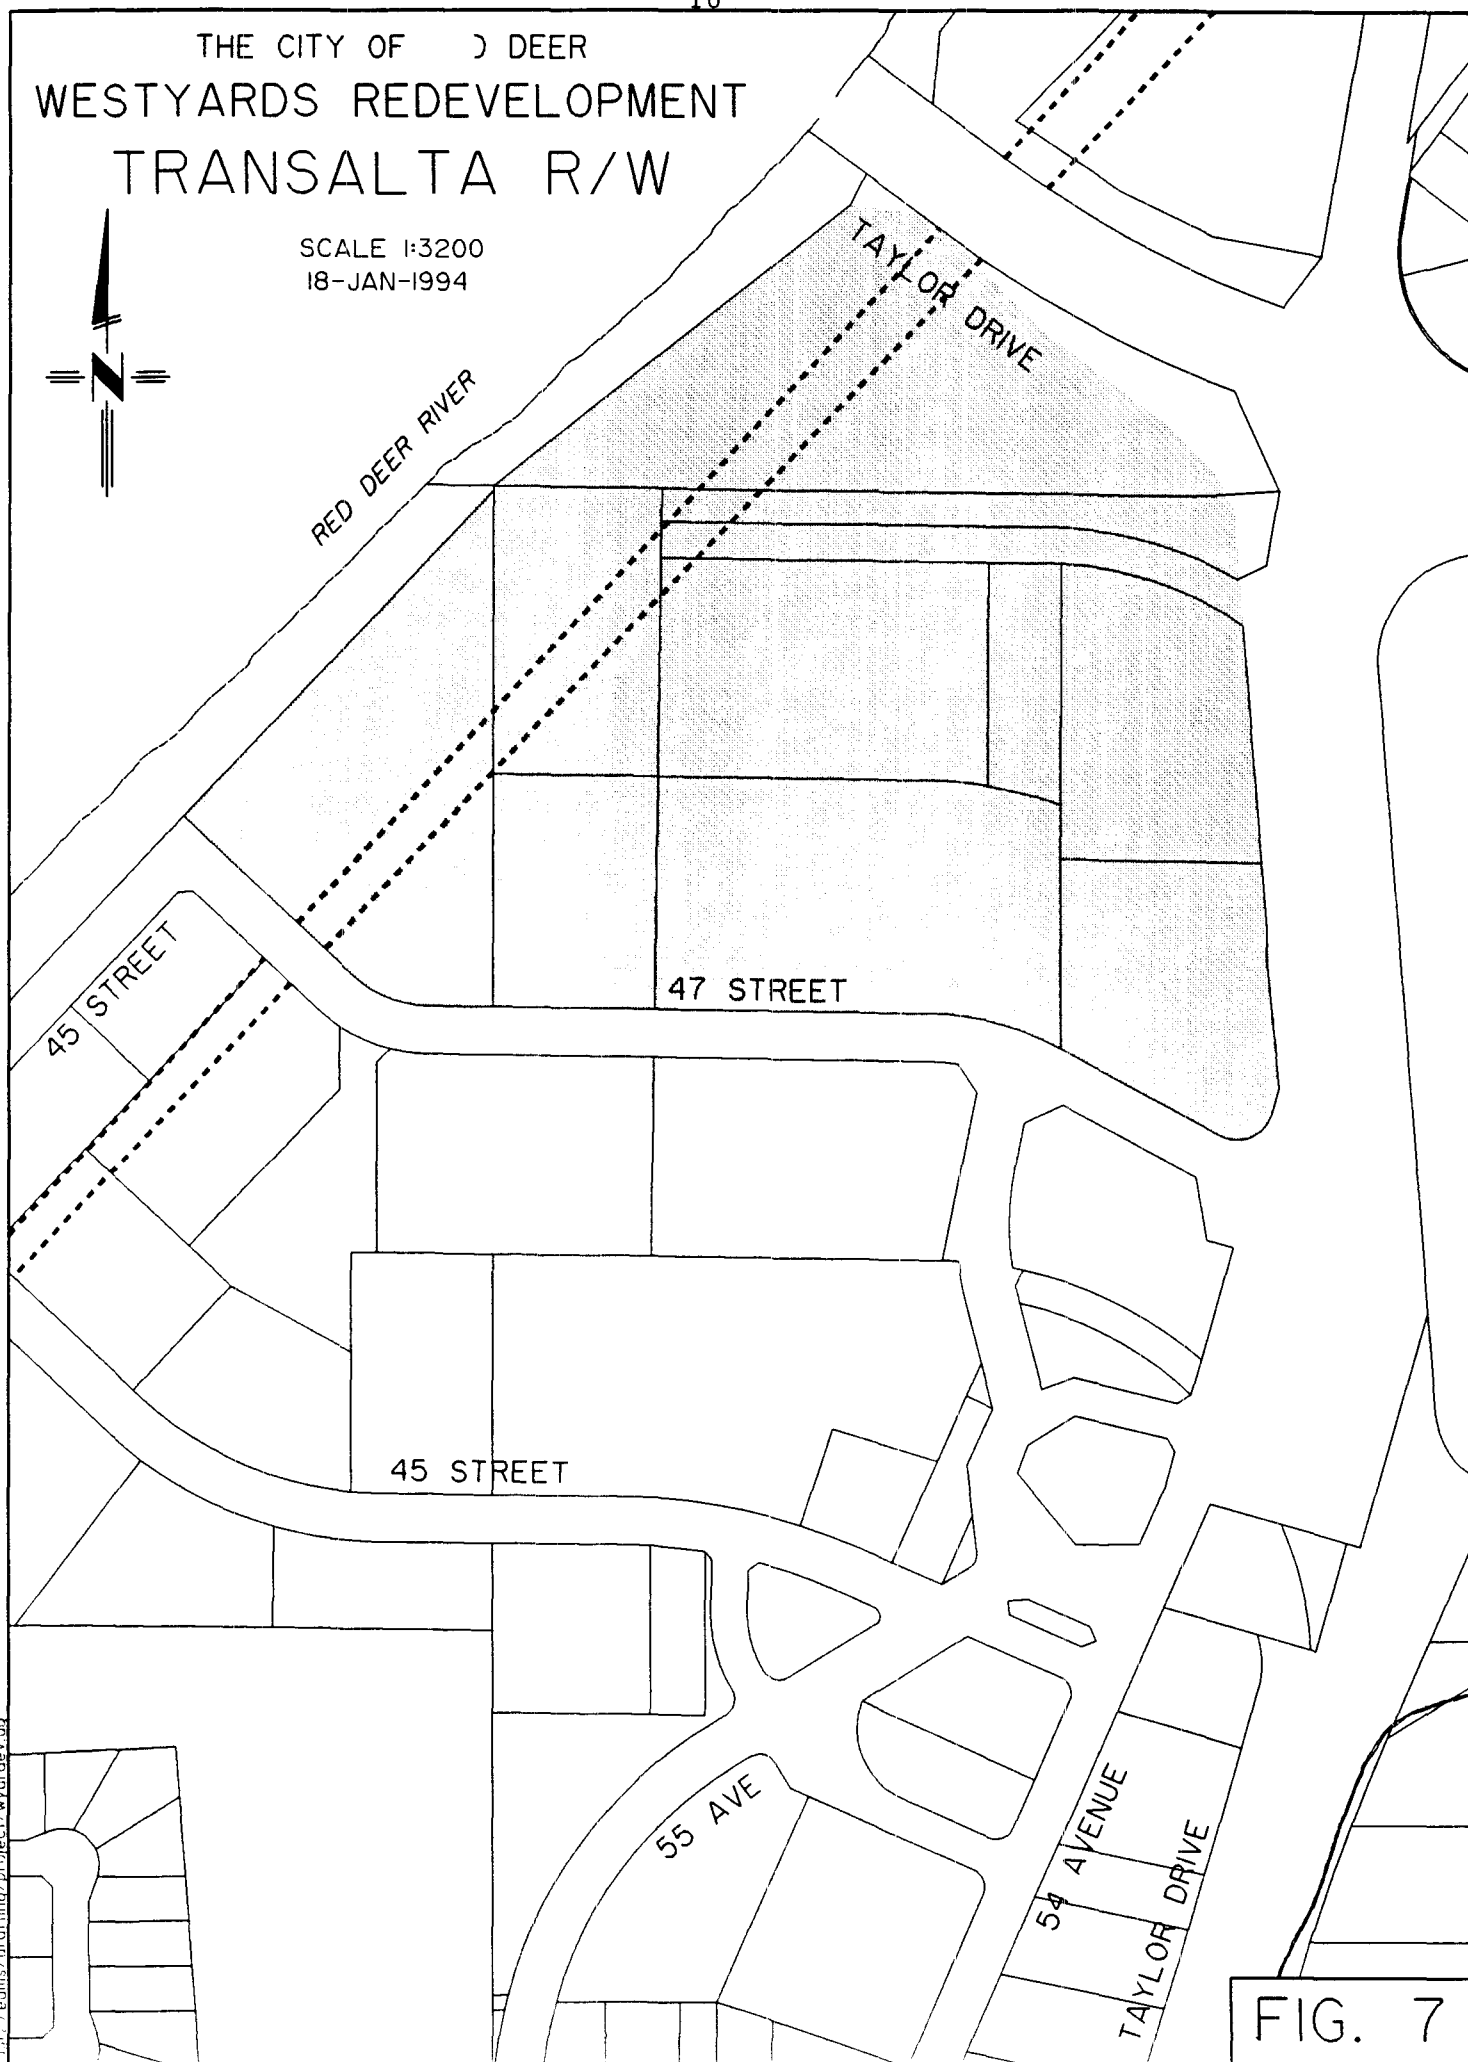 THE CITY OF DEER
WESTYARDS REDEVELOPMENT
TRANSALTA R/W
SCALE 1:3200
18-JAN-1994
N
TAYLOR DRIVE
RED DEER RIVER
47 STREET
45 STREET
45 STREET
55 AVE
54 AVENUE
TAYLOR DRIVE
FIG. 7